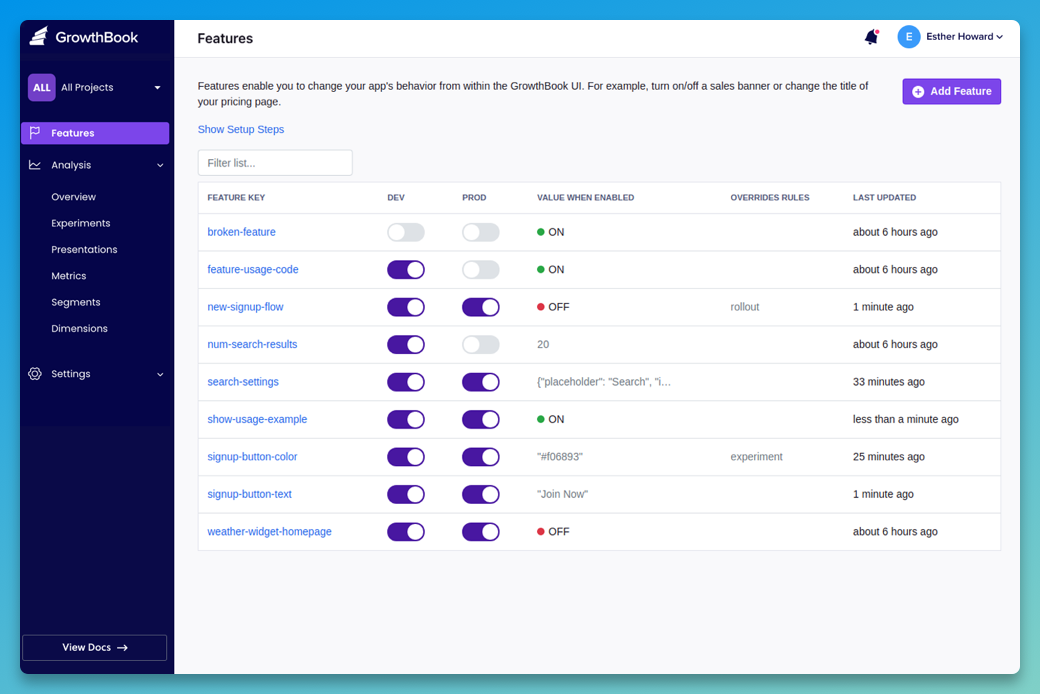 GrowthBook
Features
E Esther Howard
ALL All Projects
Features
Analysis
Overview
Experiments
Presentations
Metrics
Segments
Dimensions
Settings
View Docs →
Features enable you to change your app's behavior from within the GrowthBook UI. For example, turn on/off a sales banner or change the title of
your pricing page.
Add Feature
Show Setup Steps
Filter list...
FEATURE KEY DEV PROD VALUE WHEN ENABLED OVERRIDES RULES LAST UPDATED
broken-feature ON about 6 hours ago
feature-usage-code ON about 6 hours ago
new-signup-flow OFF rollout 1 minute ago
num-search-results 20 about 6 hours ago
search-settings {"placeholder": "Search", "i... 33 minutes ago
show-usage-example ON less than a minute ago
signup-button-color "#f06893" experiment 25 minutes ago
signup-button-text "Join Now" 1 minute ago
weather-widget-homepage OFF about 6 hours ago